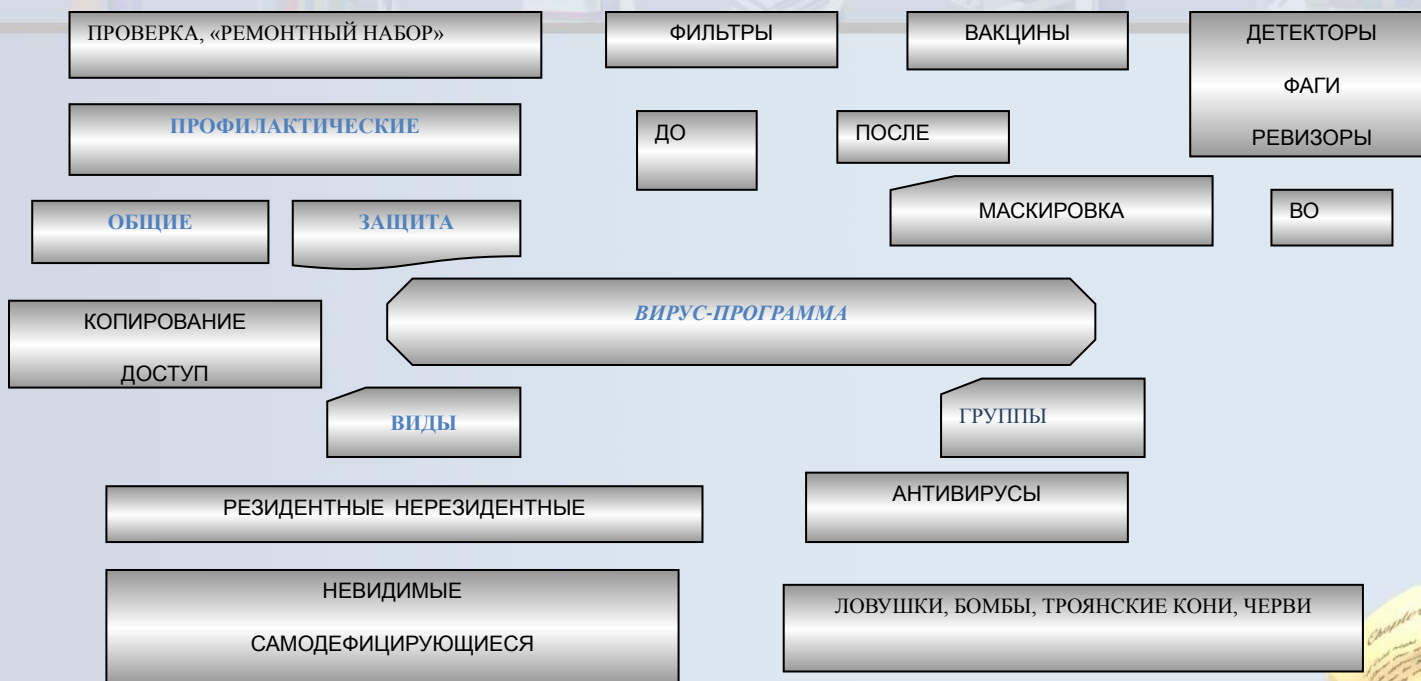 ПРОВЕРКА, «РЕМОНТНЫЙ НАБОР»
ФИЛЬТРЫ
ВАКЦИНЫ
ДЕТЕКТОРЫ
ФАГИ
РЕВИЗОРЫ
ПРОФИЛАКТИЧЕСКИЕ
ДО
ПОСЛЕ
МАСКИРОВКА
ВО
ОБЩИЕ
ЗАЩИТА
ВИРУС-ПРОГРАММА
КОПИРОВАНИЕ
ДОСТУП
ВИДЫ
ГРУППЫ
РЕЗИДЕНТНЫЕ НЕРЕЗИДЕНТНЫЕ
АНТИВИРУСЫ
НЕВИДИМЫЕ
САМОДЕФИЦИРУЮЩИЕСЯ
ЛОВУШКИ, БОМБЫ, ТРОЯНСКИЕ КОНИ, ЧЕРВИ